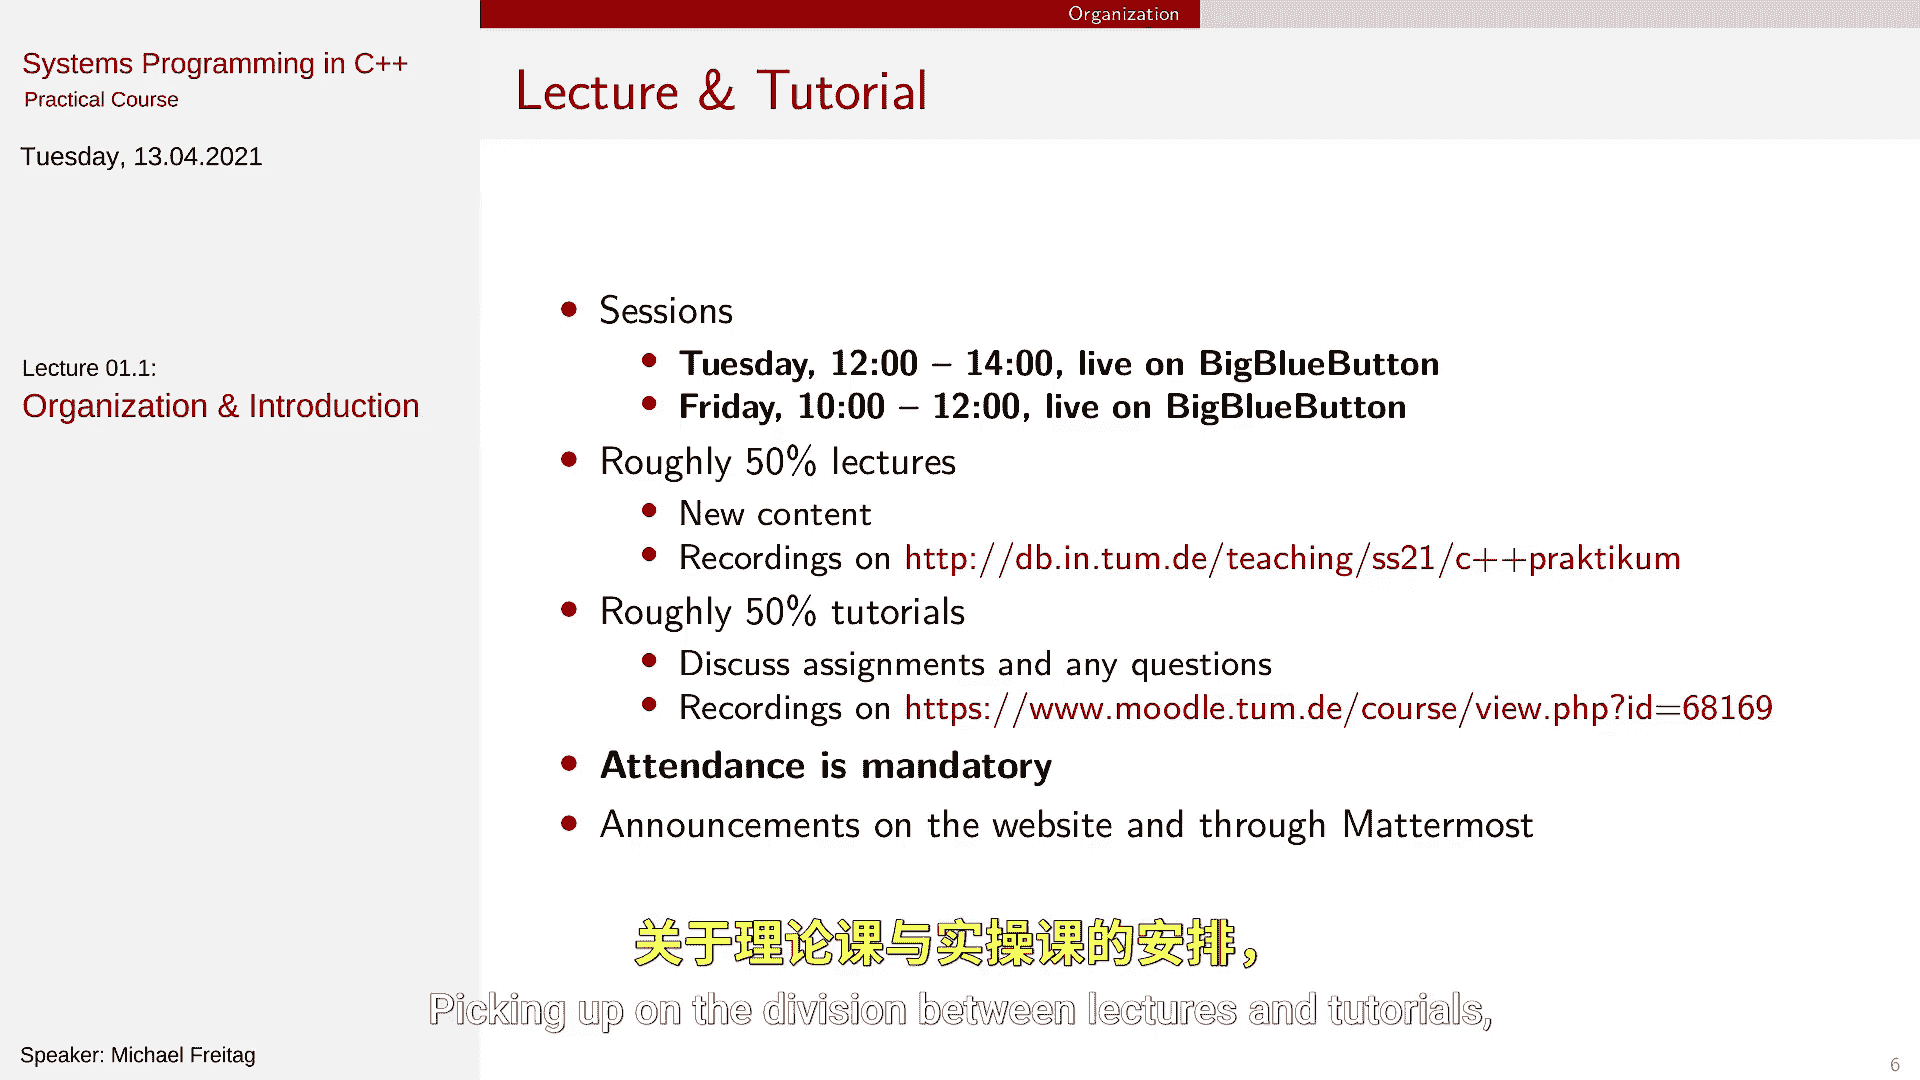 Organization
Systems Programming in C++
Practical Course
Tuesday, 13.04.2021
Lecture 01.1:
Organization & Introduction
Lecture & Tutorial
• Sessions
• Tuesday, 12:00 – 14:00, live on BigBlueButton
• Friday, 10:00 – 12:00, live on BigBlueButton
• Roughly 50% lectures
• New content
• Recordings on http://db.in.tum.de/teaching/ss21/c++praktikum
• Roughly 50% tutorials
• Discuss assignments and any questions
• Recordings on https://www.moodle.tum.de/course/view.php?id=68169
• Attendance is mandatory
• Announcements on the website and through Mattermost
关于理论课与实操课的安排，
Picking up on the division between lectures and tutorials,
Speaker: Michael Freitag
6